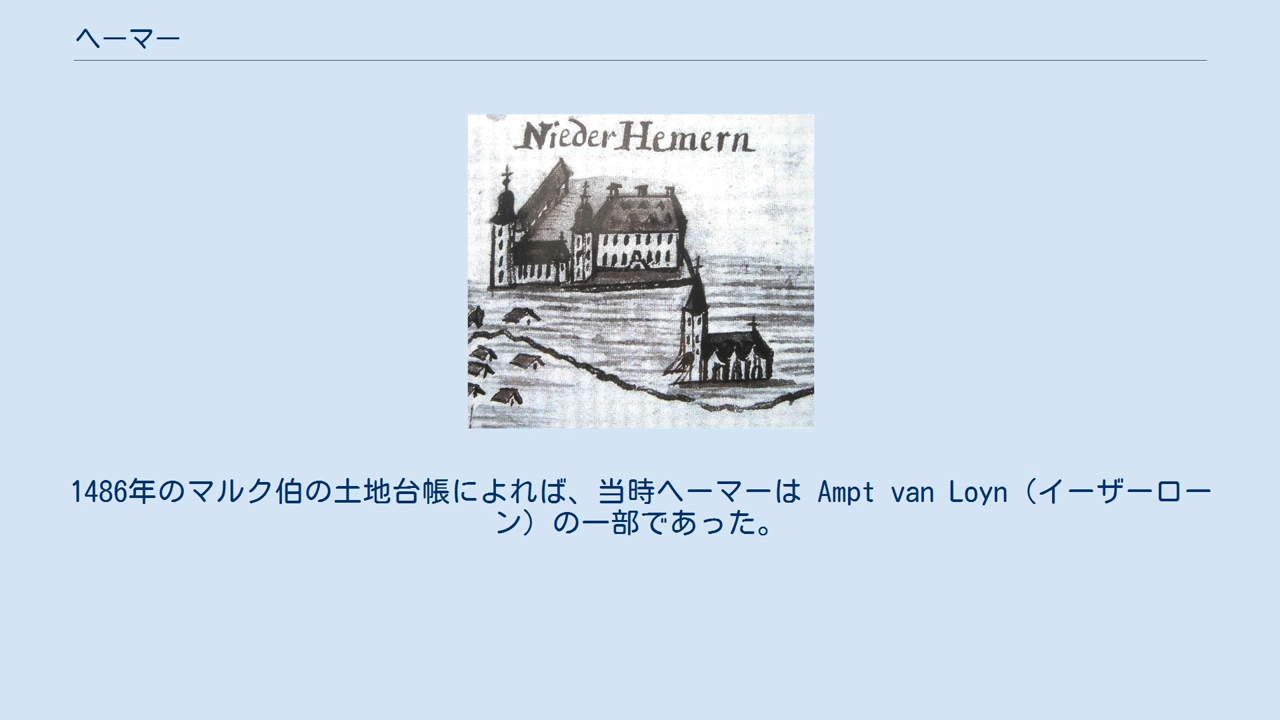 ヘーマー
Nieder Hemern
1486年のマルク伯の土地台帳によれば、当時ヘーマーは Ampt van Loyn（イーザーロー
ン）の一部であった。